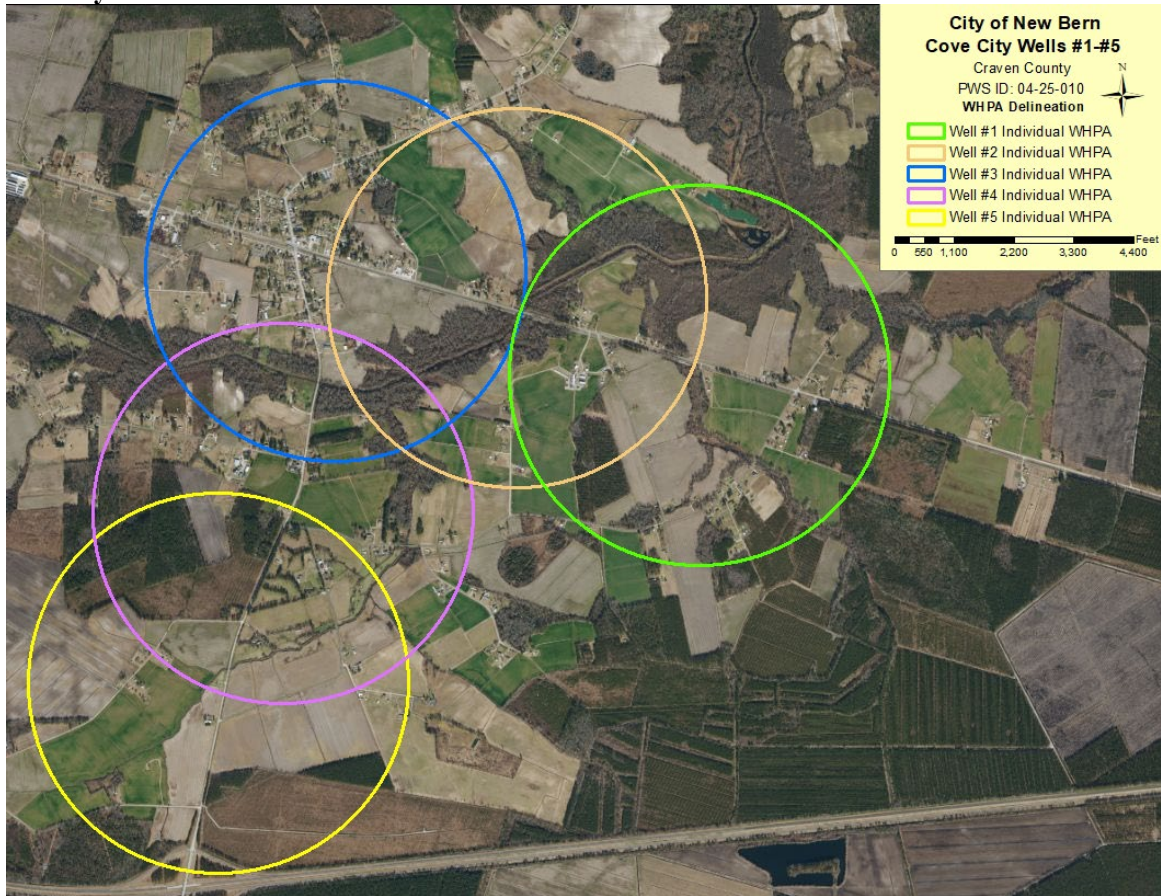 City of New Bern
Cove City Wells #1-#5
Craven County
N
PWS ID: 04-25-010
WHPA Delineation
Well #1 Individual WHPA
Well #2 Individual WHPA
Well #3 Individual WHPA
Well #4 Individual WHPA
Well #5 Individual WHPA
Feet
0 550 1,100 2,200 3,300 4,400